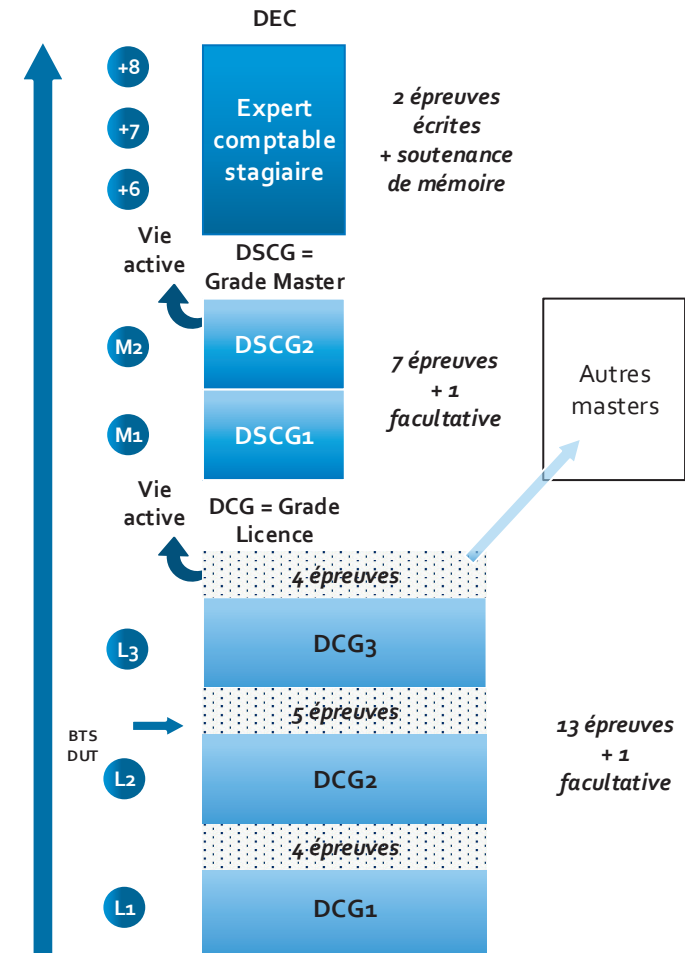 DEC
+8
+7
+6
Expert
comptable
stagiaire
2 épreuves
écrites
+ soutenance
de mémoire
Vie
active
DSCG =
Grade Master
M2
DSCG2
M1
DSCG1
7 épreuves
+ 1
facultative
Autres
masters
Vie
active
DCG = Grade
Licence
4 épreuves
L3
DCG3
5 épreuves
BTS
DUT
L2
DCG2
13 épreuves
+ 1
facultative
4 épreuves
L1
DCG1